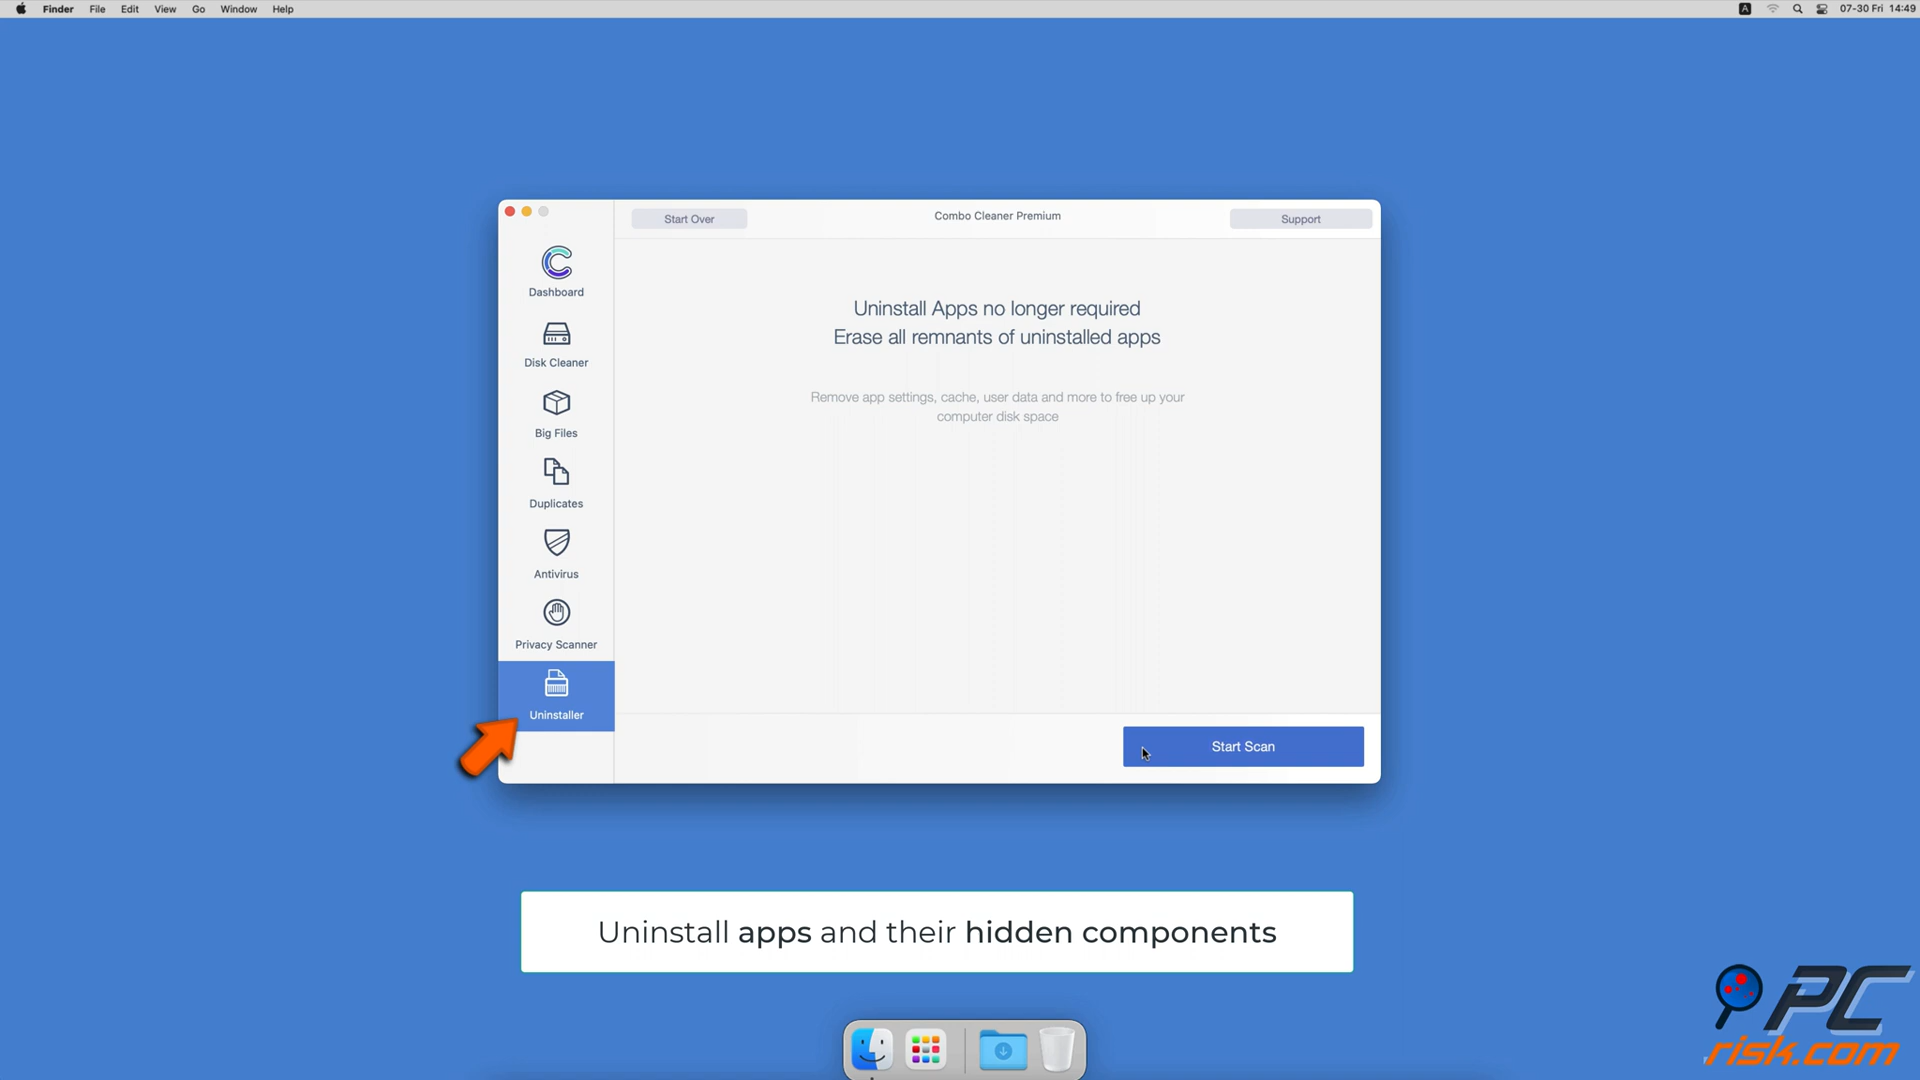 Finder File Edit View Go Window Help
A 07-30 Fri 14:49
Start Over
Combo Cleaner Premium
Support
Dashboard
Disk Cleaner
Big Files
Duplicates
Antivirus
Privacy Scanner
Uninstaller
Uninstall Apps no longer required
Erase all remnants of uninstalled apps
Remove app settings, cache, user data and more to free up your
computer disk space
Start Scan
Uninstall apps and their hidden components
PC
risk.com